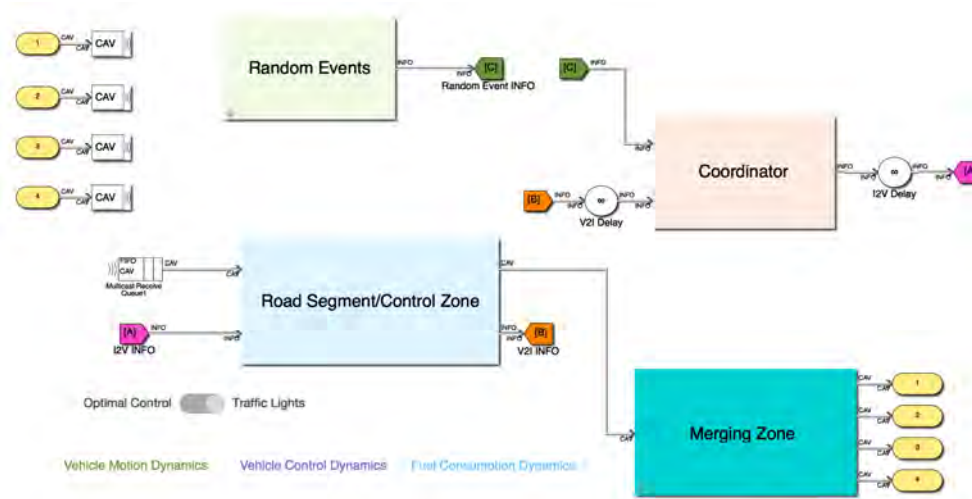 1 CAV CAV CAV
2 CAV CAV CAV
3 CAV CAV CAV
4 CAV CAV CAV
Random Events
INFO INFO [C]
Random Event INFO
[C] INFO
INFO
Coordinator
INFO INFO ∞ INFO INFO [A]
I2V Delay
[B] INFO INFO ∞ INFO INFO
V2I Delay
FIFO
CAV CAV CAV
Multicast Receive
Queue1
Road Segment/Control Zone
CAV
[A] INFO INFO
I2V INFO
INFO INFO [B]
V2I INFO
Optimal Control Traffic Lights
CAV
Merging Zone
CAV CAV 1
CAV CAV 2
CAV CAV 3
CAV CAV 4
Vehicle Motion Dynamics Vehicle Control Dynamics Fuel Consumption Dynamics